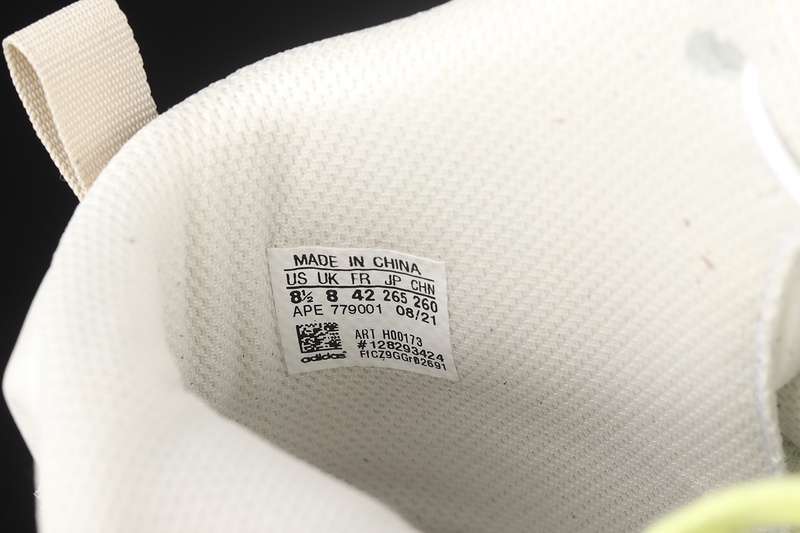 MADE IN CHINA
US UK FR JP CHN
8½ 8 42 265 260
APE 779001 08/21
ART H00173
#128293424
adidas F1CZ9GGrB2691